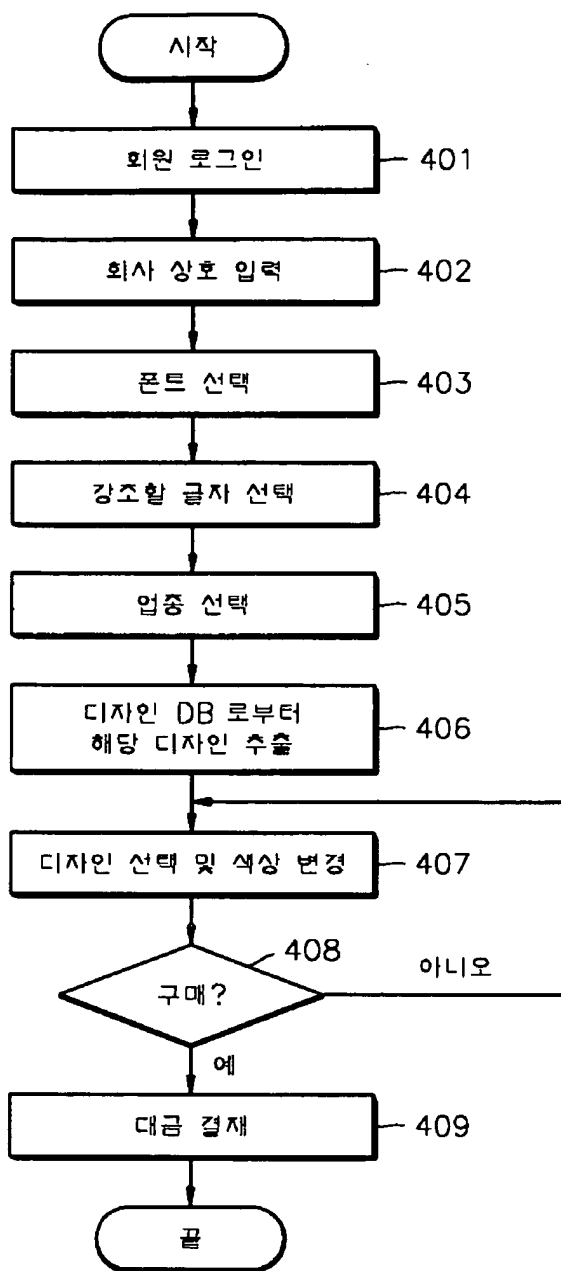 시작
회원 로그인
401
회사 상호 입력
402
폰트 선택
403
강조할 글자 선택
404
업종 선택
405
디자인 DB 로부터
해당 디자인 추출
406
디자인 선택 및 색상 변경
407
408
구매?
아니오
예
대금 결재
409
끝